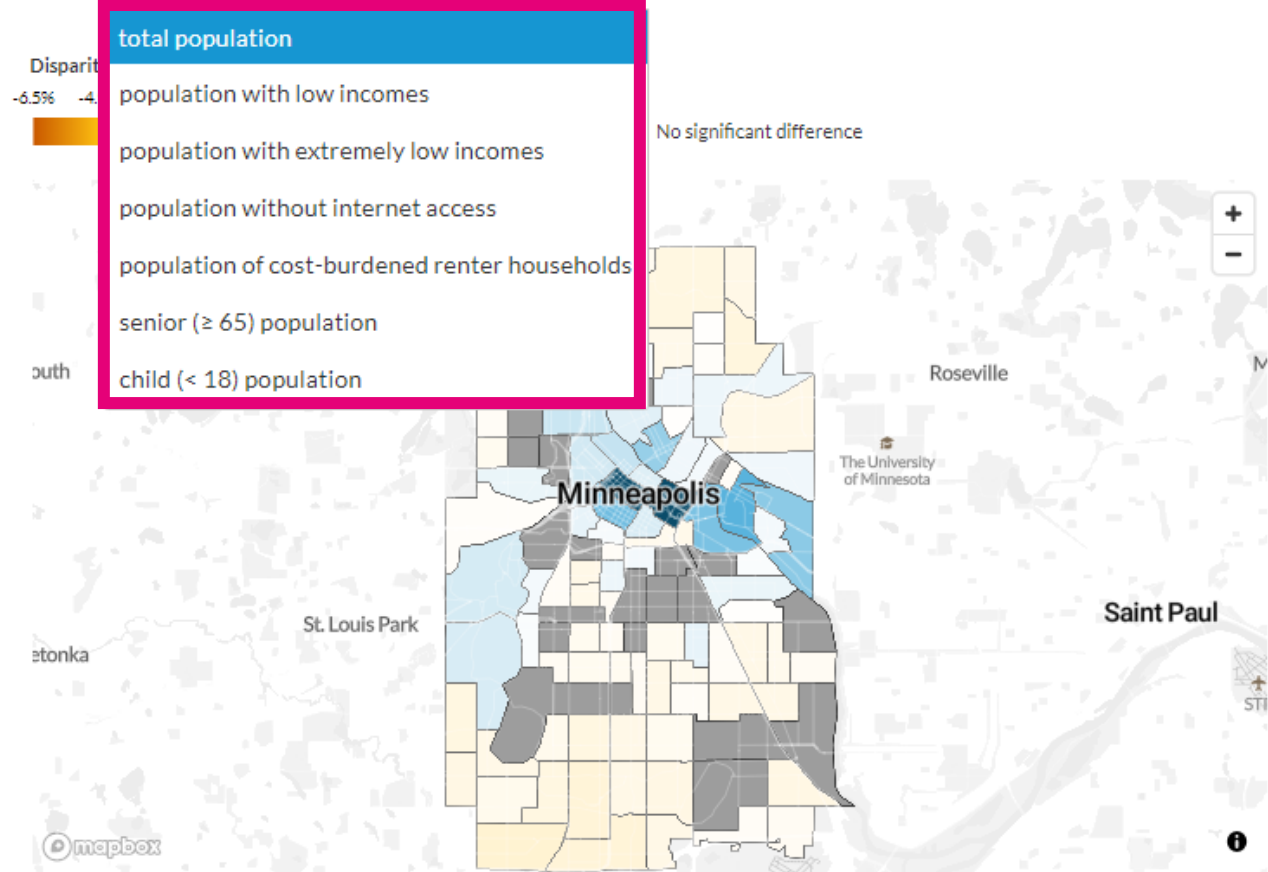 total population
Disparit
-6.5% -4.
population with low incomes
No significant difference
population with extremely low incomes
population without internet access
+
−
population of cost-burdened renter households
senior (≥ 65) population
outh
Roseville
M
child (< 18) population
The University
of Minnesota
Minneapolis
St. Louis Park
Saint Paul
etonka
mapbox
i